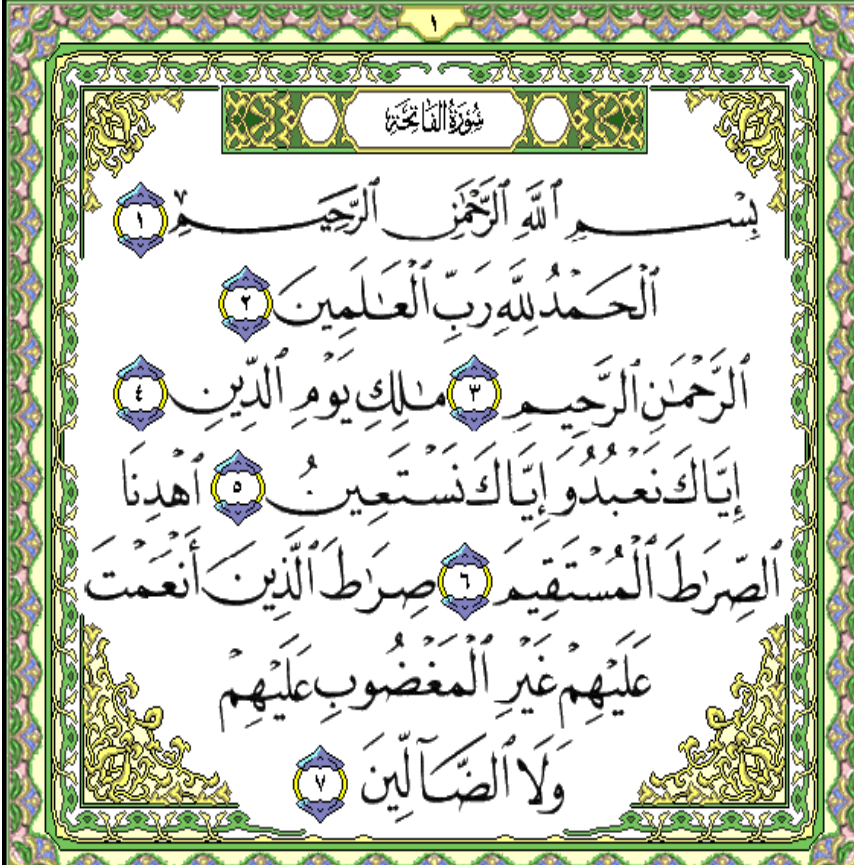 ١
سُورَةُ الْفَاتِحَةِ
بِسْمِ ٱللَّهِ ٱلرَّحْمَٰنِ ٱلرَّحِيمِ ١
ٱلْحَمْدُ لِلَّهِ رَبِّ ٱلْعَٰلَمِينَ ٢
ٱلرَّحْمَٰنِ ٱلرَّحِيمِ ٣ مَٰلِكِ يَوْمِ ٱلدِّينِ ٤
إِيَّاكَ نَعْبُدُ وَإِيَّاكَ نَسْتَعِينُ ٥ ٱهْدِنَا
ٱلصِّرَٰطَ ٱلْمُسْتَقِيمَ ٦ صِرَٰطَ ٱلَّذِينَ أَنْعَمْتَ
عَلَيْهِمْ غَيْرِ ٱلْمَغْضُوبِ عَلَيْهِمْ
وَلَا ٱلضَّآلِّينَ ٧